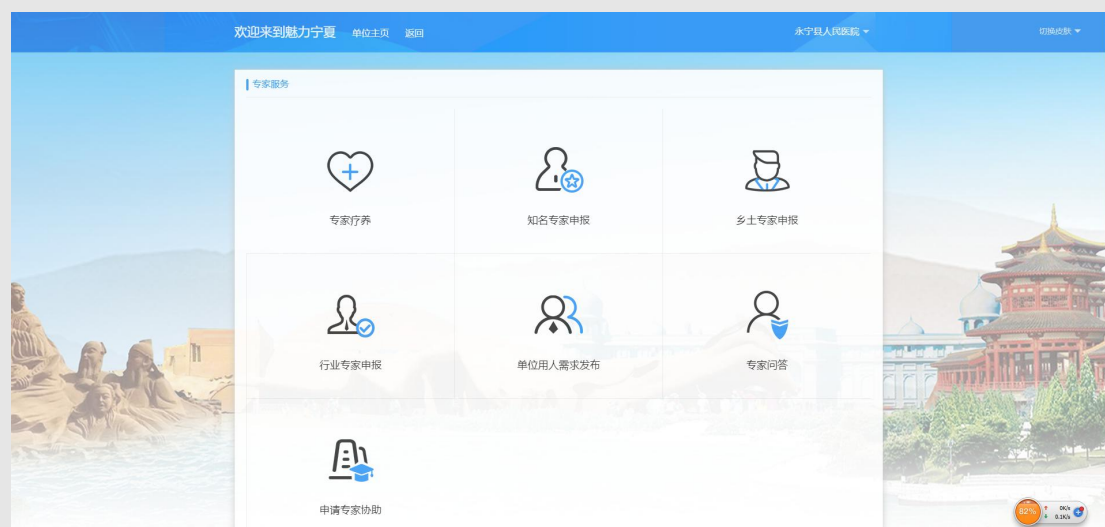 欢迎来到魅力宁夏 单位主页 返回 永宁县人民医院 切换皮肤
专家服务
专家疗养 知名专家申报 乡土专家申报
行业专家申报 单位用人需求发布 专家问答
申请专家协助
82% 0K/s
0.1K/s